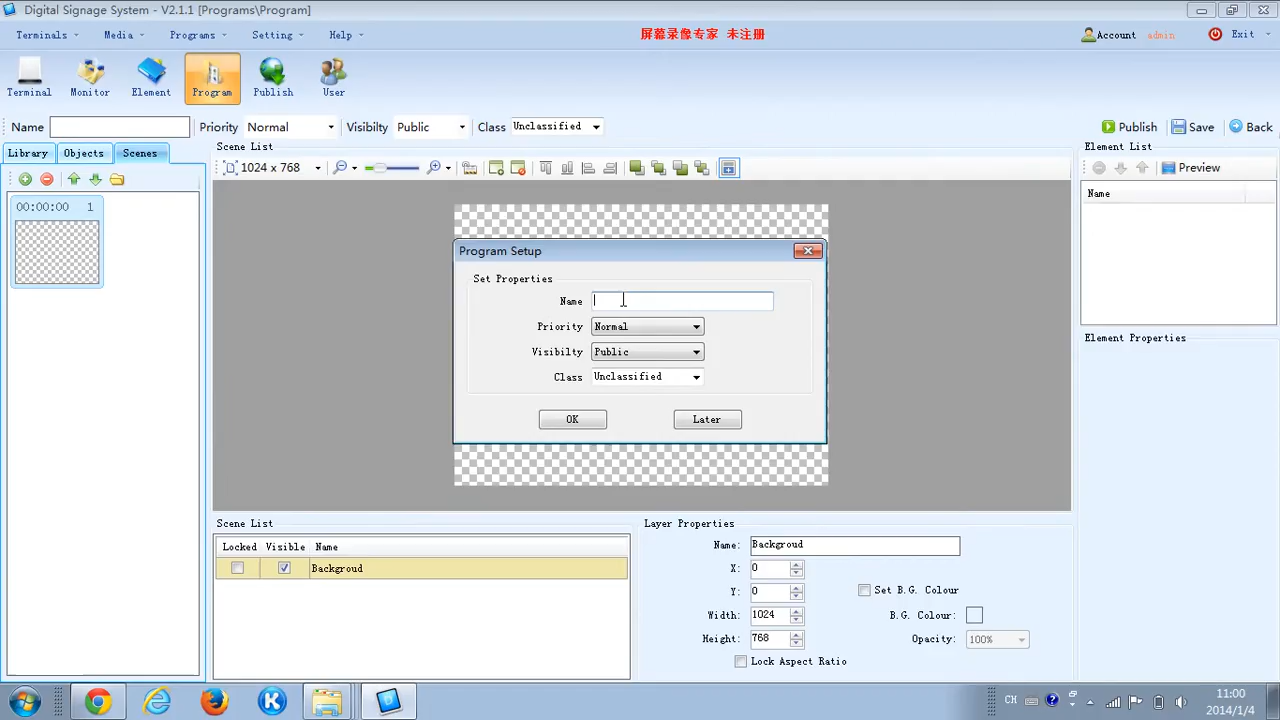 Digital Signage System - V2.1.1 [Programs\Program]
Terminals Media Programs Setting Help 屏幕录像专家 未注册 Account admin Exit
Terminal Monitor Element Program Publish User
Name Priority Normal Visibilty Public Class Unclassified Publish Save Back
Library Objects Scenes Scene List Element List
1024 x 768 Preview
Name
00:00:00 1
Program Setup
Set Properties
Name
Priority Normal
Visibilty Public
Class Unclassified
OK Later
Element Properties
Scene List Layer Properties
Locked Visible Name
Backgroud
Name: Backgroud
X: 0
Y: 0 Set B.G. Colour
Width: 1024 B.G. Colour:
Height: 768 Opacity: 100%
Lock Aspect Ratio
CH 11:00
2014/1/4